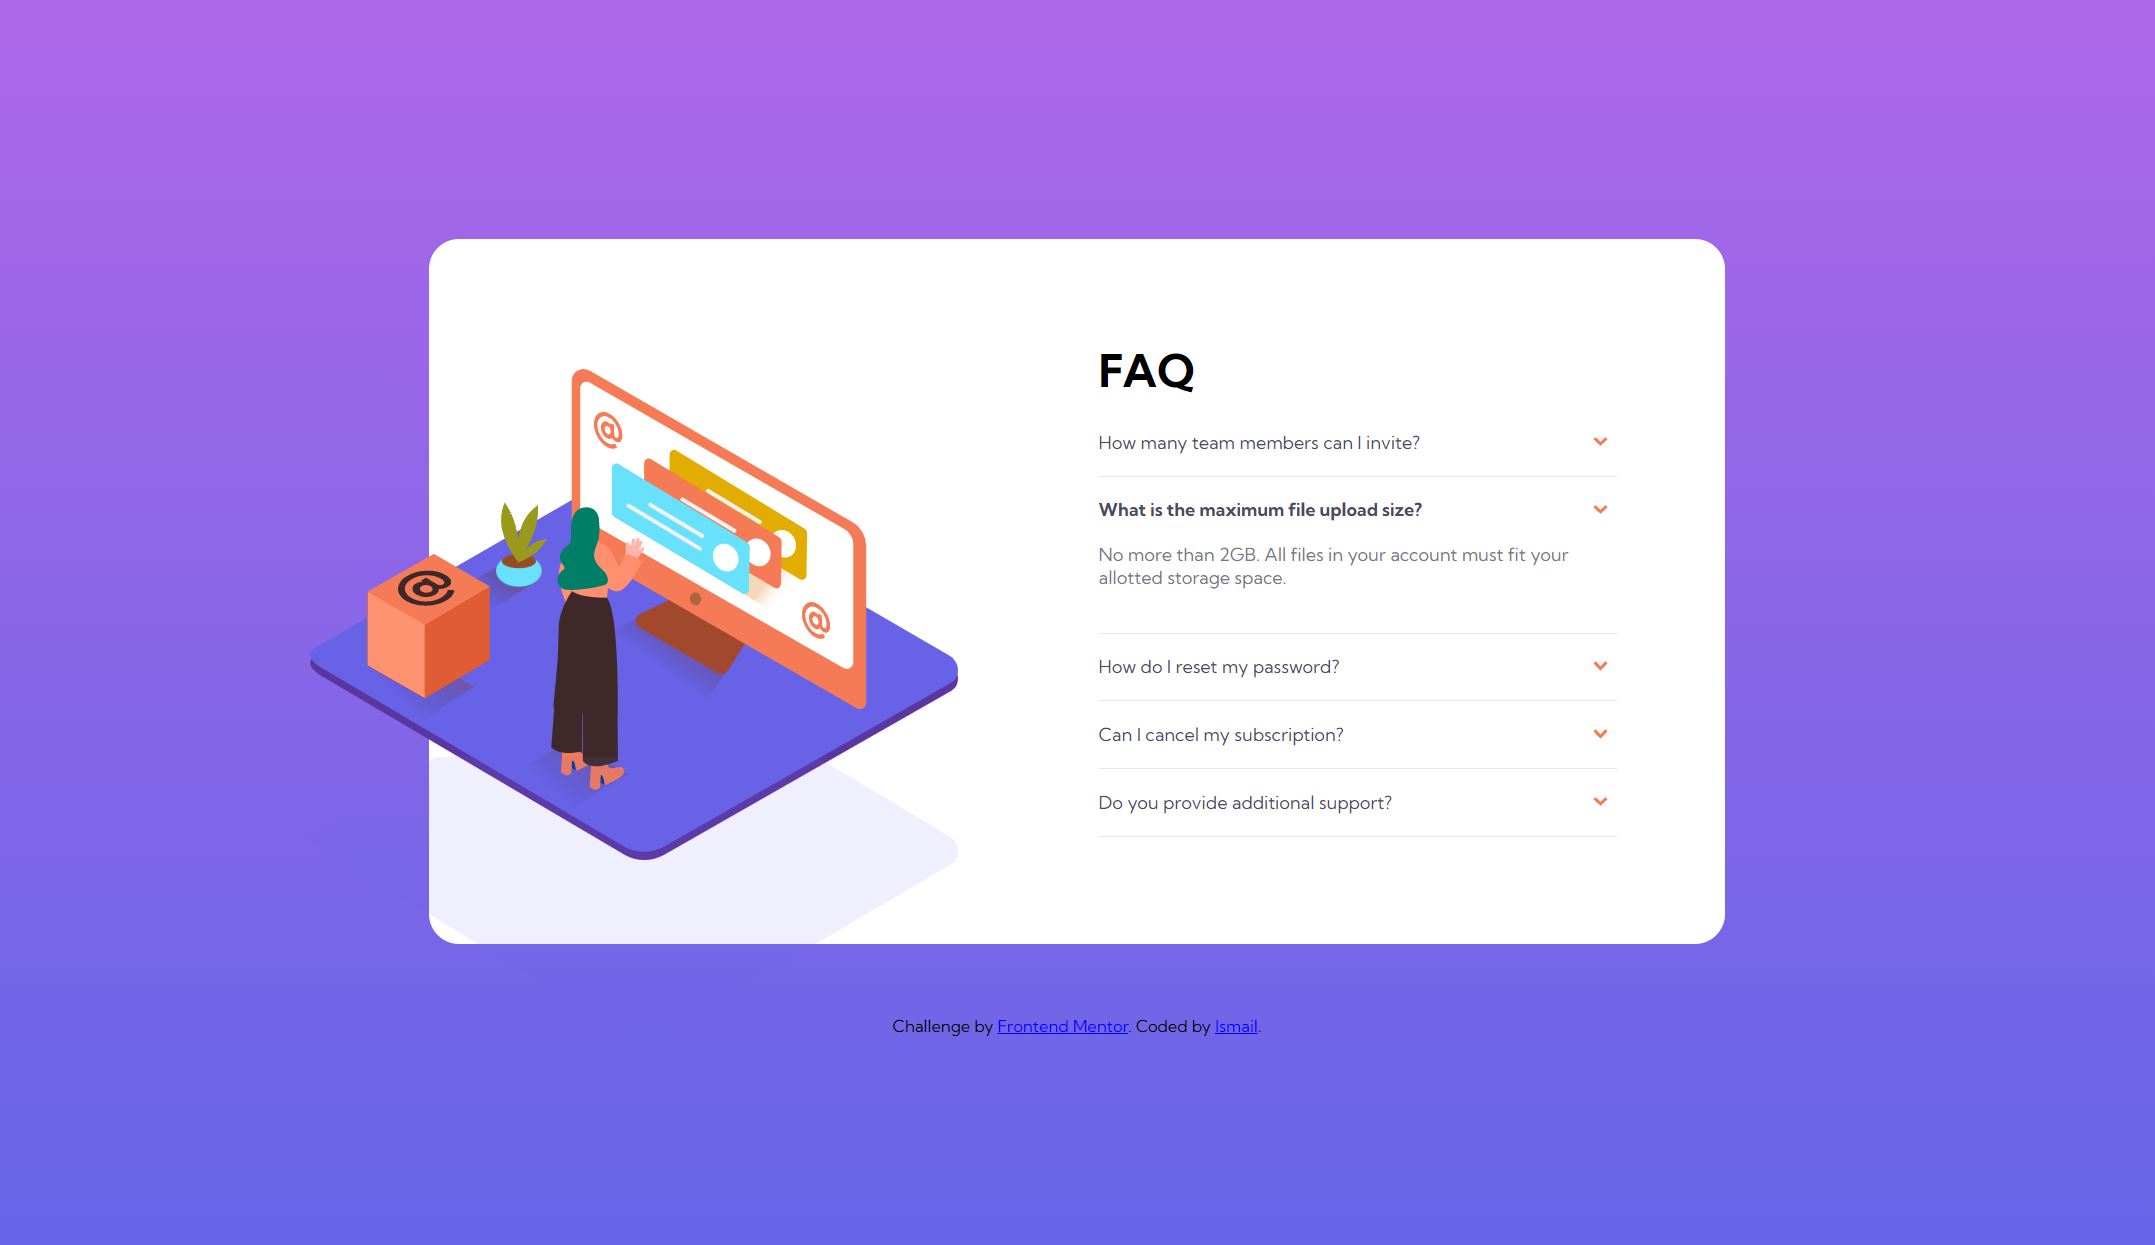 FAQ
How many team members can I invite?
What is the maximum file upload size?
No more than 2GB. All files in your account must fit your
allotted storage space.
How do I reset my password?
Can I cancel my subscription?
Do you provide additional support?
@
@
@
Challenge by Frontend Mentor. Coded by Ismail.